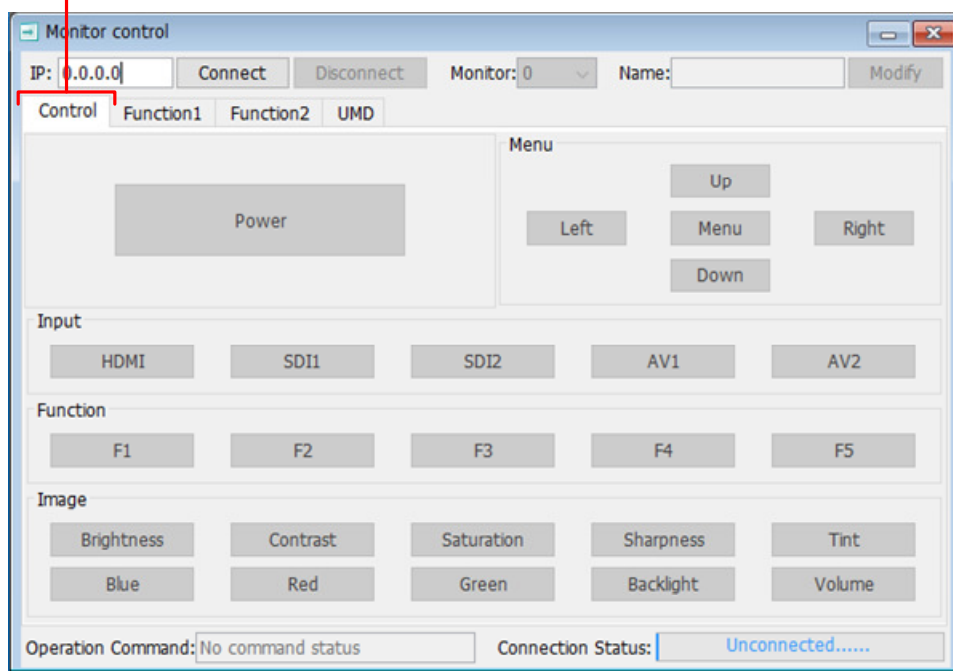 Monitor control
IP: 0.0.0.0 Connect Disconnect Monitor: 0 Name: Modify
Control Function1 Function2 UMD
Menu
Up
Power Left Menu Right
Down
Input
HDMI SDI1 SDI2 AV1 AV2
Function
F1 F2 F3 F4 F5
Image
Brightness Contrast Saturation Sharpness Tint
Blue Red Green Backlight Volume
Operation Command: No command status Connection Status: Unconnected......